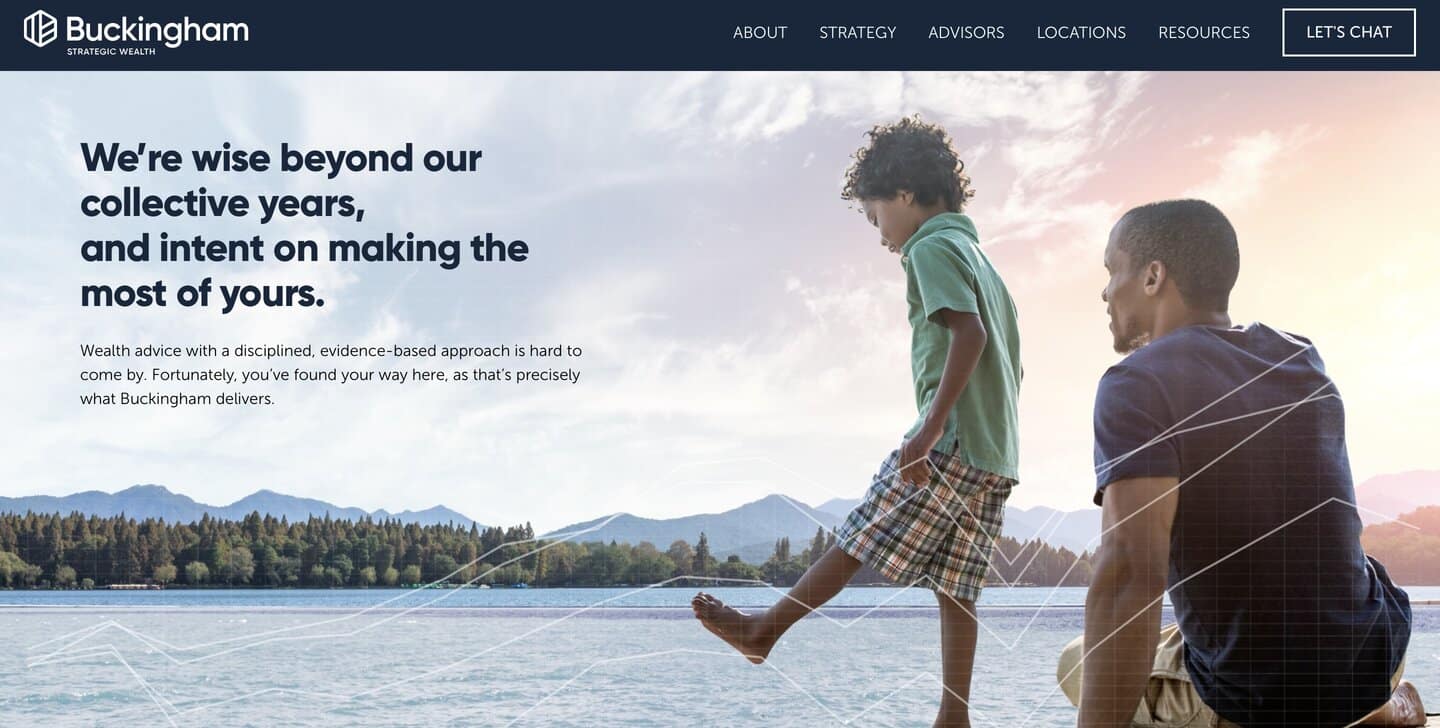 Buckingham
STRATEGIC WEALTH
ABOUT STRATEGY ADVISORS LOCATIONS RESOURCES LET'S CHAT
We’re wise beyond our
collective years,
and intent on making the
most of yours.
Wealth advice with a disciplined, evidence-based approach is hard to
come by. Fortunately, you’ve found your way here, as that’s precisely
what Buckingham delivers.